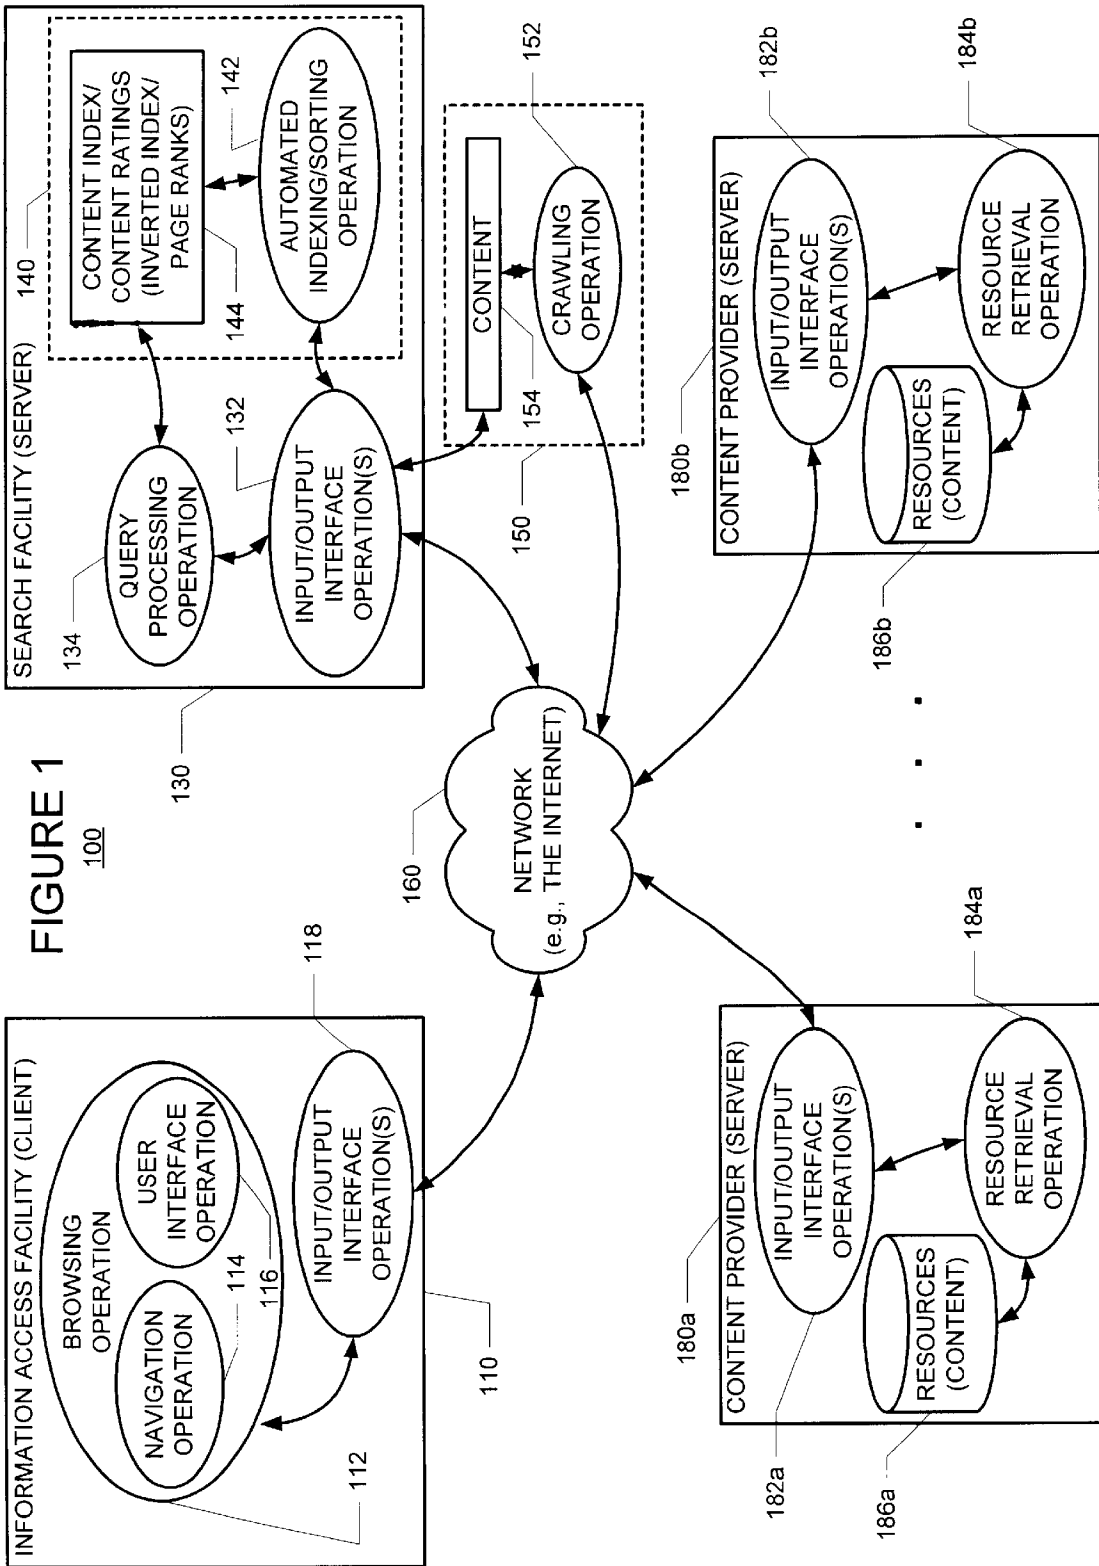 FIGURE 1
100
INFORMATION ACCESS FACILITY (CLIENT)
BROWSING
OPERATION
NAVIGATION
OPERATION
USER
INTERFACE
OPERATION
114
116
112
INPUT/OUTPUT
INTERFACE
OPERATION(S)
118
110
SEARCH FACILITY (SERVER)
130
134
QUERY
PROCESSING
OPERATION
132
INPUT/OUTPUT
INTERFACE
OPERATION(S)
140
CONTENT INDEX/
CONTENT RATINGS
(INVERTED INDEX/
PAGE RANKS)
144
142
AUTOMATED
INDEXING/SORTING
OPERATION
150
CONTENT
154
152
CRAWLING
OPERATION
160
NETWORK
(e.g., THE INTERNET)
180a
CONTENT PROVIDER (SERVER)
182a
INPUT/OUTPUT
INTERFACE
OPERATION(S)
186a
RESOURCES
(CONTENT)
184a
RESOURCE
RETRIEVAL
OPERATION
. . .
180b
CONTENT PROVIDER (SERVER)
182b
INPUT/OUTPUT
INTERFACE
OPERATION(S)
186b
RESOURCES
(CONTENT)
184b
RESOURCE
RETRIEVAL
OPERATION